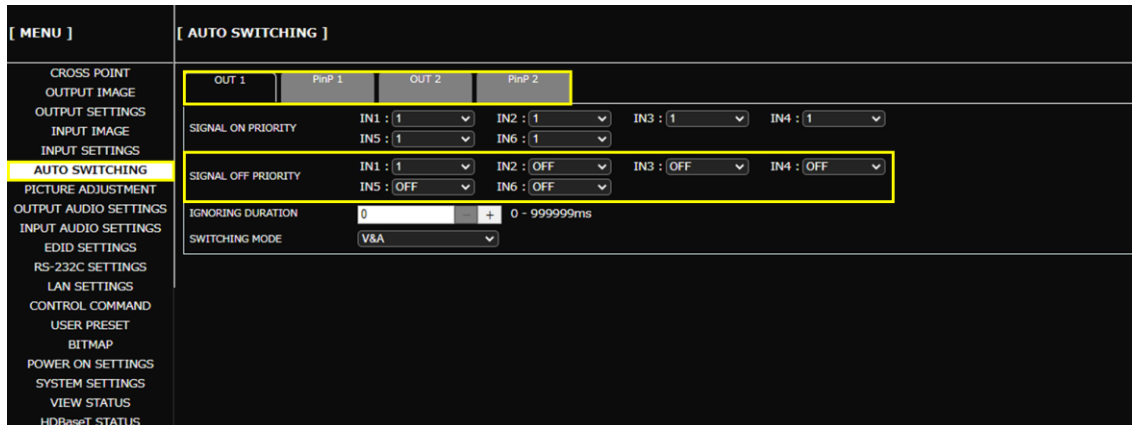 [ MENU ]
[ AUTO SWITCHING ]
CROSS POINT
OUTPUT IMAGE
OUTPUT SETTINGS
INPUT IMAGE
INPUT SETTINGS
AUTO SWITCHING
PICTURE ADJUSTMENT
OUTPUT AUDIO SETTINGS
INPUT AUDIO SETTINGS
EDID SETTINGS
RS-232C SETTINGS
LAN SETTINGS
CONTROL COMMAND
USER PRESET
BITMAP
POWER ON SETTINGS
SYSTEM SETTINGS
VIEW STATUS
HDBaseT STATUS
OUT 1 PinP 1 OUT 2 PinP 2
SIGNAL ON PRIORITY
IN1 : 1 IN2 : 1 IN3 : 1 IN4 : 1
IN5 : 1 IN6 : 1
SIGNAL OFF PRIORITY
IN1 : 1 IN2 : OFF IN3 : OFF IN4 : OFF
IN5 : OFF IN6 : OFF
IGNORING DURATION 0 - + 0 - 999999ms
SWITCHING MODE V&A